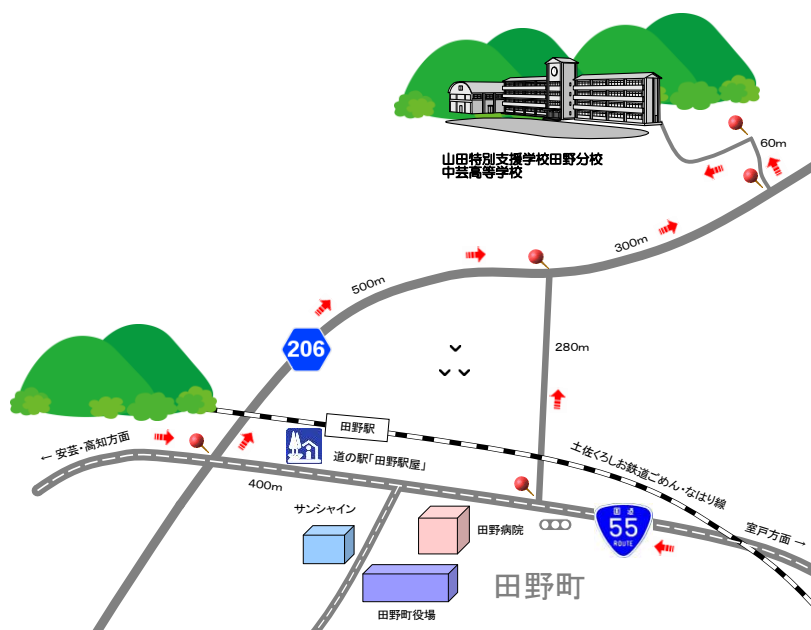 山田特別支援学校田野分校
中芸高等学校
60m
300m
500m
206
280m
田野駅
← 安芸・高知方面
道の駅「田野駅屋」
土佐くろしお鉄道ごめん・なはり線
400m
サンシャイン
田野病院
国道
55
ROUTE
室戸方面 →
田野町
田野町役場